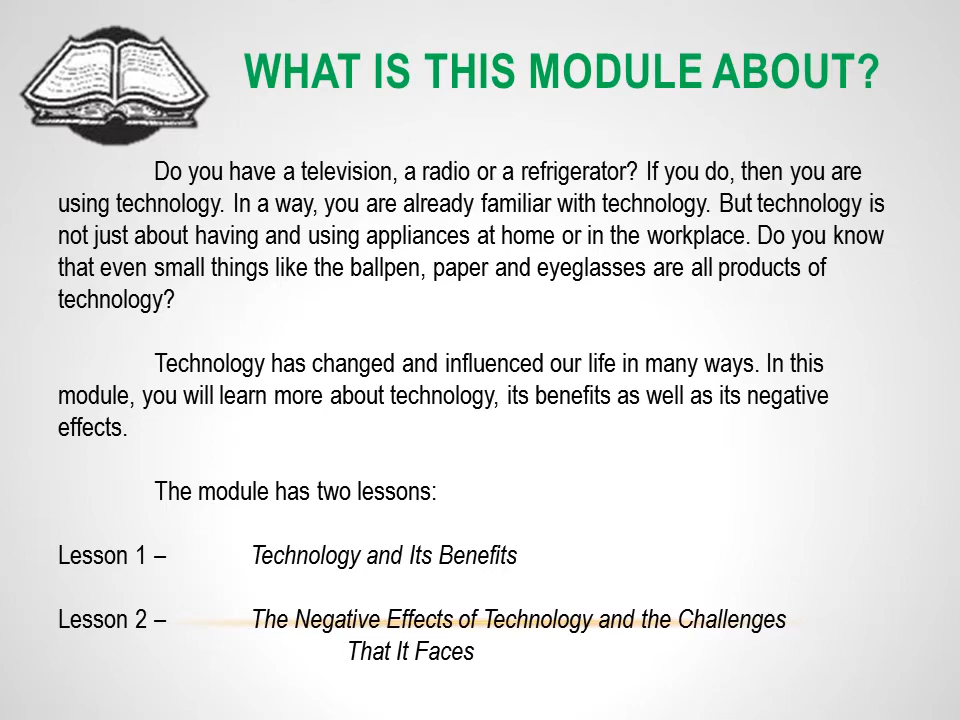 WHAT IS THIS MODULE ABOUT?
Do you have a television, a radio or a refrigerator? If you do, then you are
using technology. In a way, you are already familiar with technology. But technology is
not just about having and using appliances at home or in the workplace. Do you know
that even small things like the ballpen, paper and eyeglasses are all products of
technology?
Technology has changed and influenced our life in many ways. In this
module, you will learn more about technology, its benefits as well as its negative
effects.
The module has two lessons:
Lesson 1 – Technology and Its Benefits
Lesson 2 – The Negative Effects of Technology and the Challenges
That It Faces